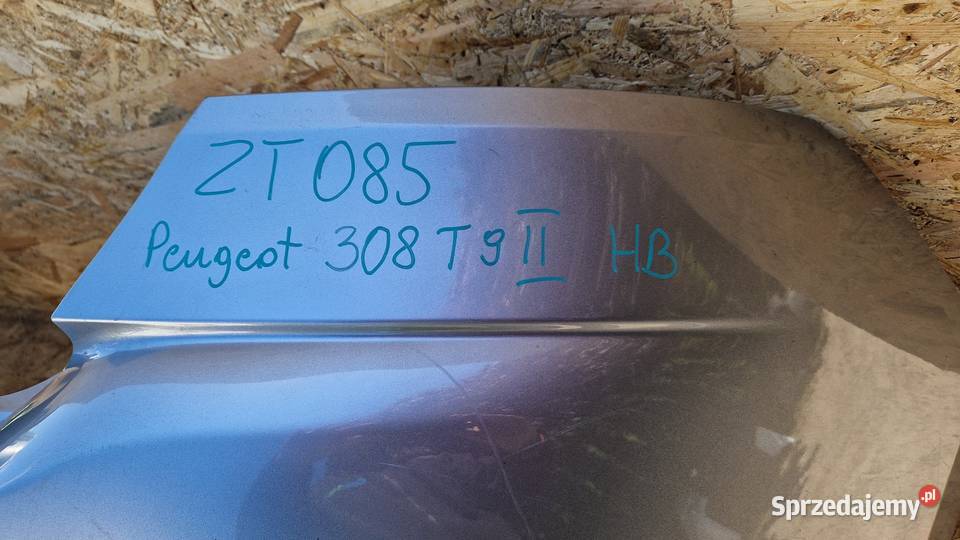 ZT085
Peugeot 308 T9 II HB
Sprzedajemy.pl